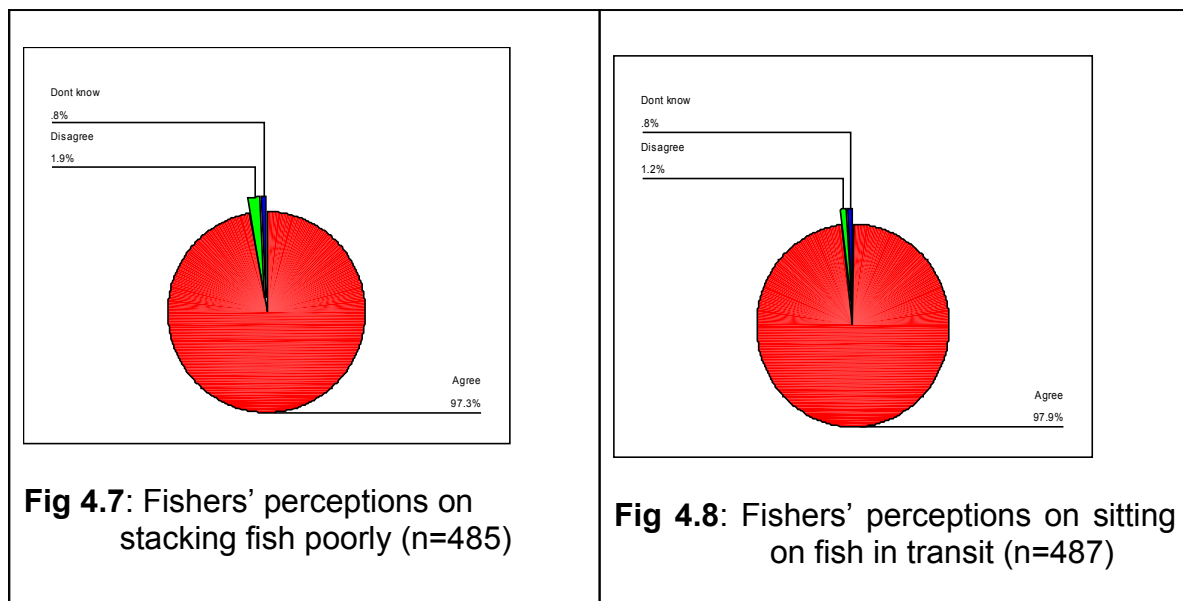 Dont know
.8%
Disagree
1.9%
Agree
97.3%
Fig 4.7: Fishers’ perceptions on
stacking fish poorly (n=485)
Dont know
.8%
Disagree
1.2%
Agree
97.9%
Fig 4.8: Fishers’ perceptions on sitting
on fish in transit (n=487)